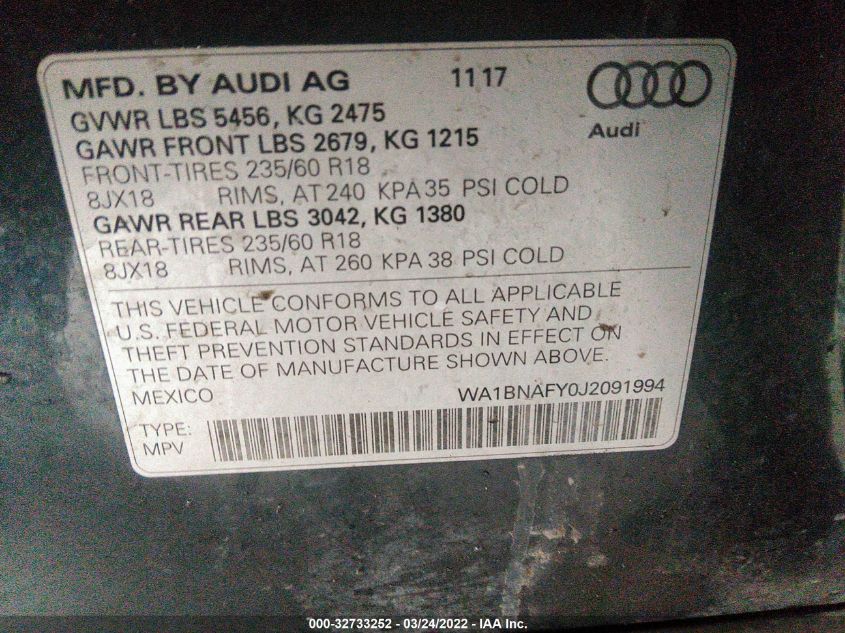 MFD. BY AUDI AG 11 17
Audi
GVWR LBS 5456, KG 2475
GAWR FRONT LBS 2679, KG 1215
FRONT-TIRES 235/60 R18
8JX18 RIMS, AT 240 KPA 35 PSI COLD
GAWR REAR LBS 3042, KG 1380
REAR-TIRES 235/60 R18
8JX18 RIMS, AT 260 KPA 38 PSI COLD
THIS VEHICLE CONFORMS TO ALL APPLICABLE
U.S. FEDERAL MOTOR VEHICLE SAFETY AND
THEFT PREVENTION STANDARDS IN EFFECT ON
THE DATE OF MANUFACTURE SHOWN ABOVE.
MEXICO WA1BNAFY0J2091994
TYPE:
MPV
000-32733252 - 03/24/2022 - IAA Inc.